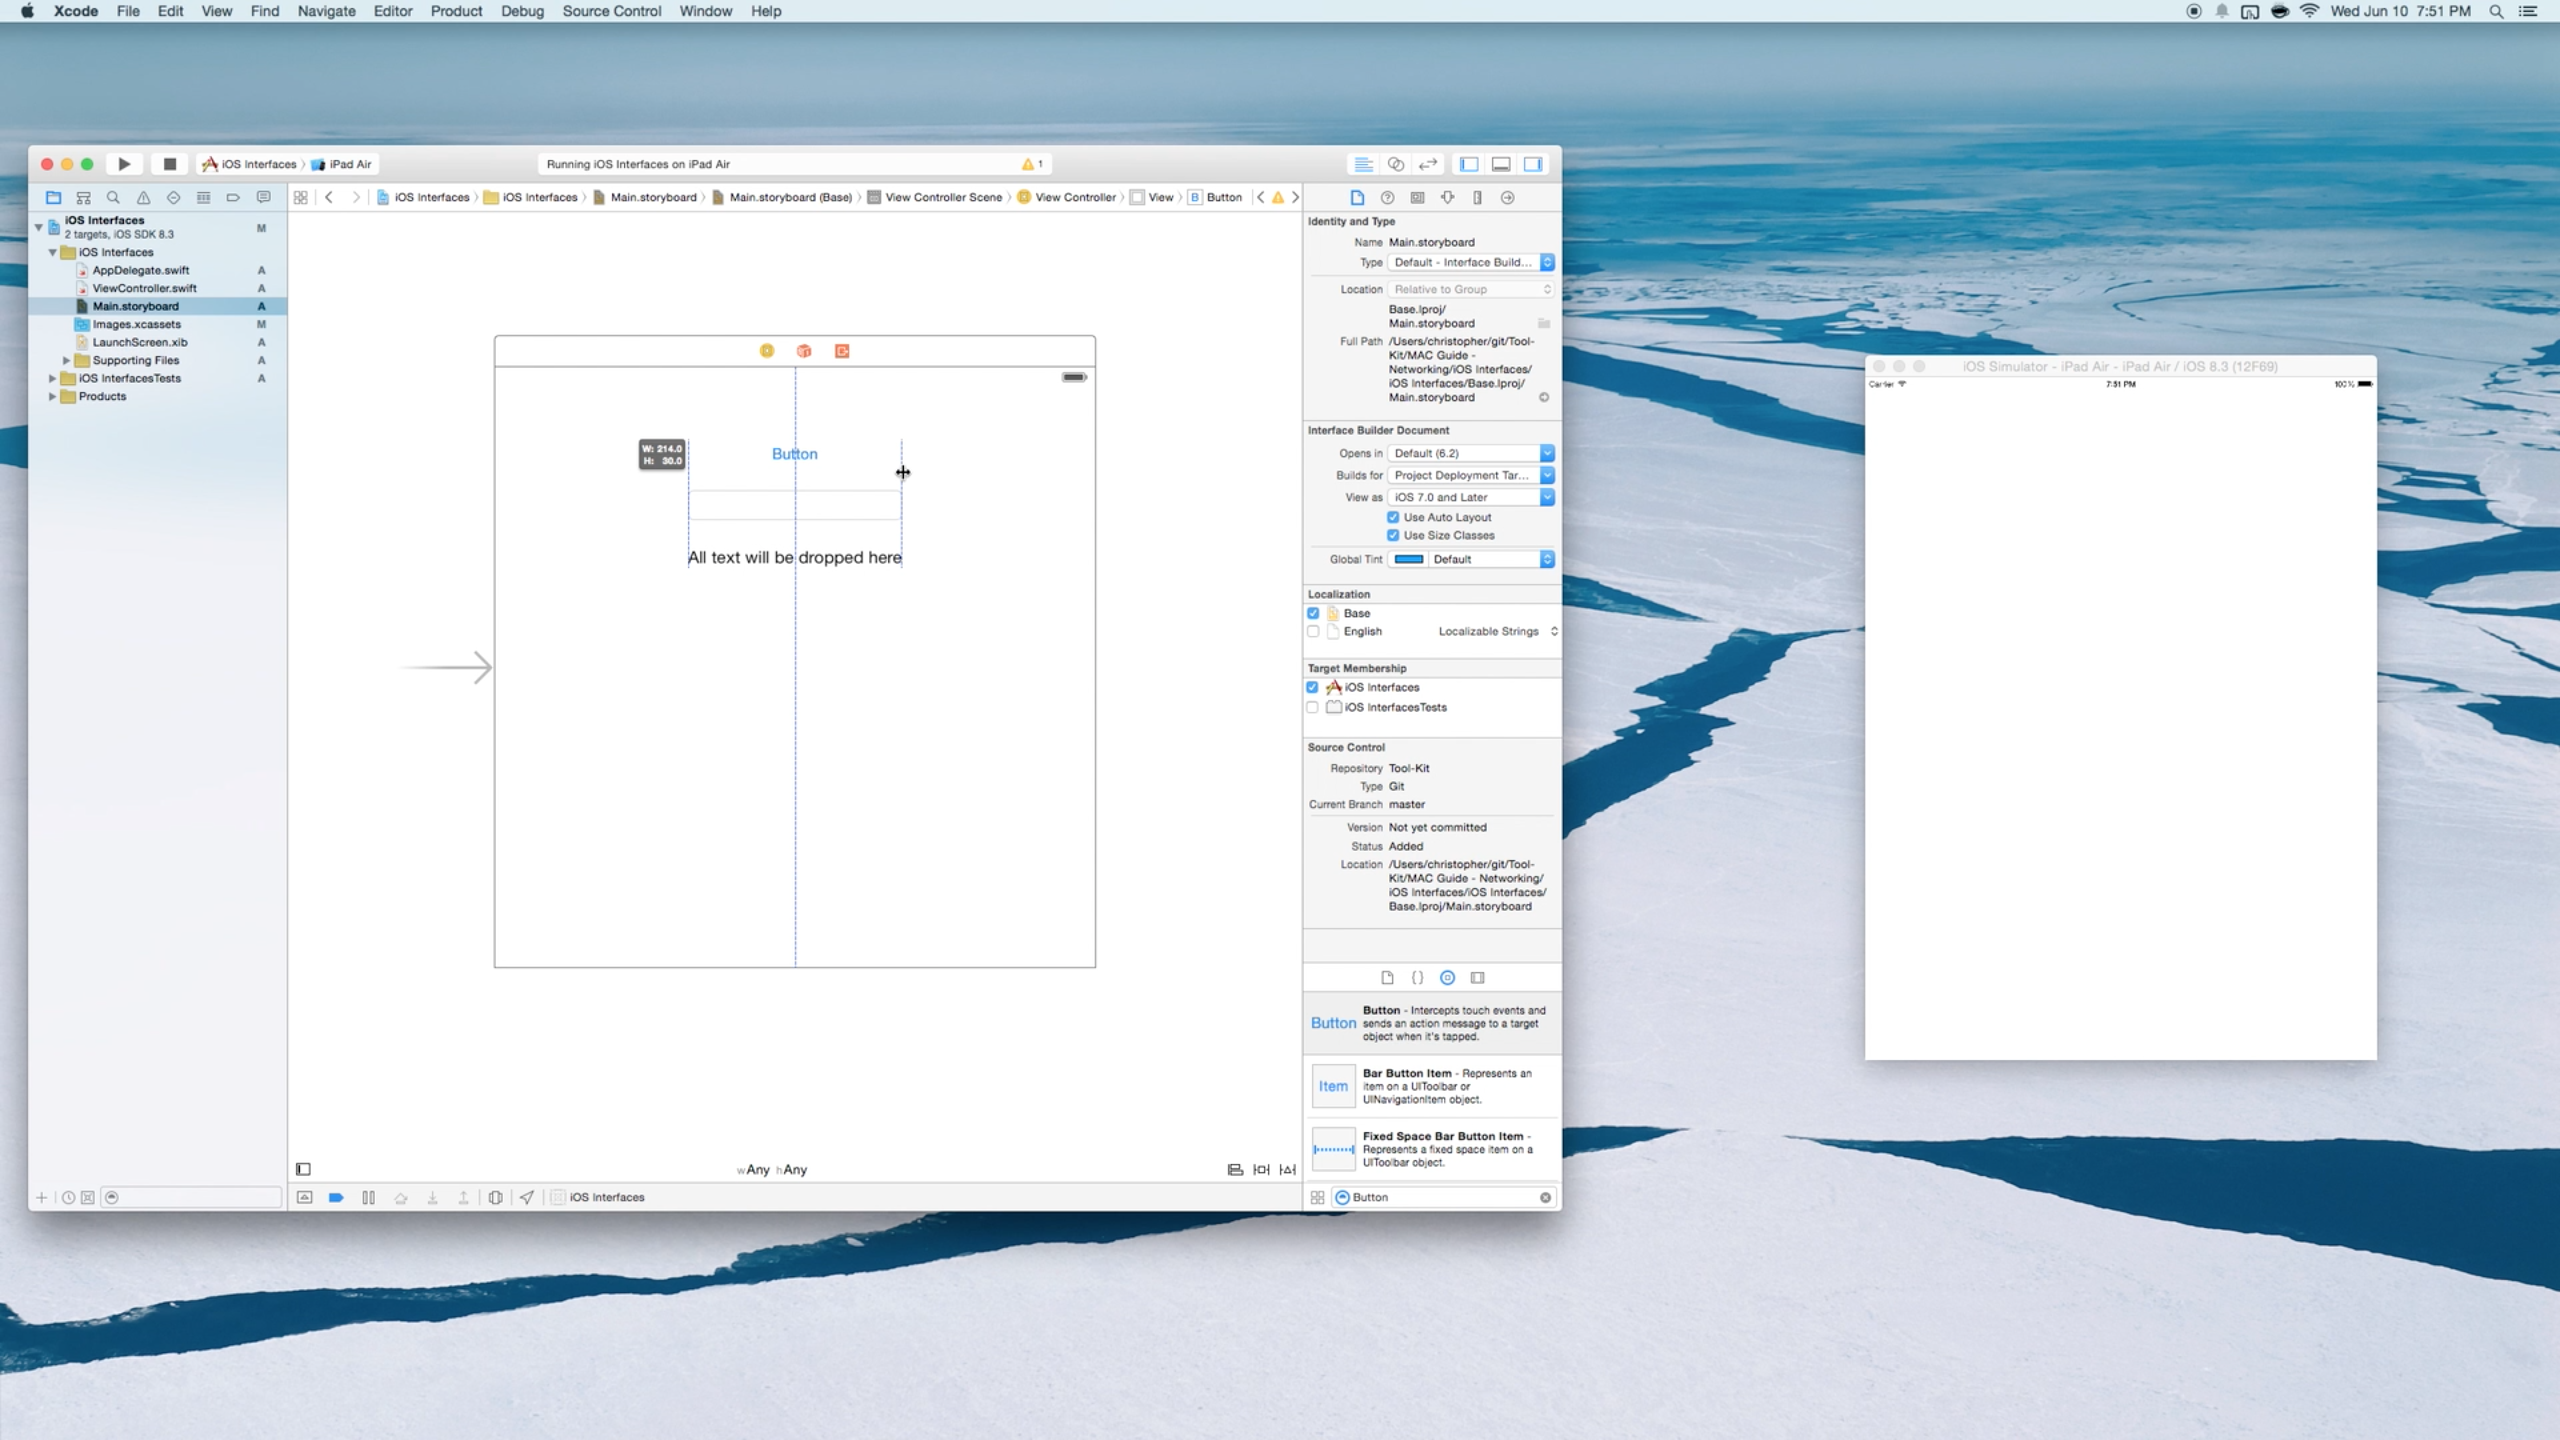 Xcode File Edit View Find Navigate Editor Product Debug Source Control Window Help
Wed Jun 10 7:51 PM
iOS Interfaces iPad Air
Running iOS Interfaces on iPad Air
1
iOS Interfaces iOS Interfaces Main.storyboard Main.storyboard (Base) View Controller Scene View Controller View B Button
iOS Interfaces
2 targets, iOS SDK 8.3
M
iOS Interfaces
AppDelegate.swift A
ViewController.swift A
Main.storyboard A
Images.xcassets M
LaunchScreen.xib A
Supporting Files A
iOS InterfacesTests A
Products
W: 214.0
H: 30.0
Button
All text will be dropped here
wAny hAny
iOS Interfaces
Identity and Type
Name Main.storyboard
Type Default - Interface Build...
Location Relative to Group
Base.lproj/
Main.storyboard
Full Path /Users/christopher/git/Tool-
Kit/MAC Guide -
Networking/iOS Interfaces/
iOS Interfaces/Base.lproj/
Main.storyboard
Interface Builder Document
Opens in Default (6.2)
Builds for Project Deployment Tar...
View as iOS 7.0 and Later
Use Auto Layout
Use Size Classes
Global Tint Default
Localization
Base
English Localizable Strings
Target Membership
iOS Interfaces
iOS InterfacesTests
Source Control
Repository Tool-Kit
Type Git
Current Branch master
Version Not yet committed
Status Added
Location /Users/christopher/git/Tool-
Kit/MAC Guide - Networking/
iOS Interfaces/iOS Interfaces/
Base.lproj/Main.storyboard
{}
Button
Button - Intercepts touch events and
sends an action message to a target
object when it's tapped.
Item
Bar Button Item - Represents an
item on a UIToolbar or
UINavigationItem object.
Fixed Space Bar Button Item -
Represents a fixed space item on a
UIToolbar object.
Button
iOS Simulator - iPad Air - iPad Air / iOS 8.3 (12F69)
Carrier 7:51 PM 100%